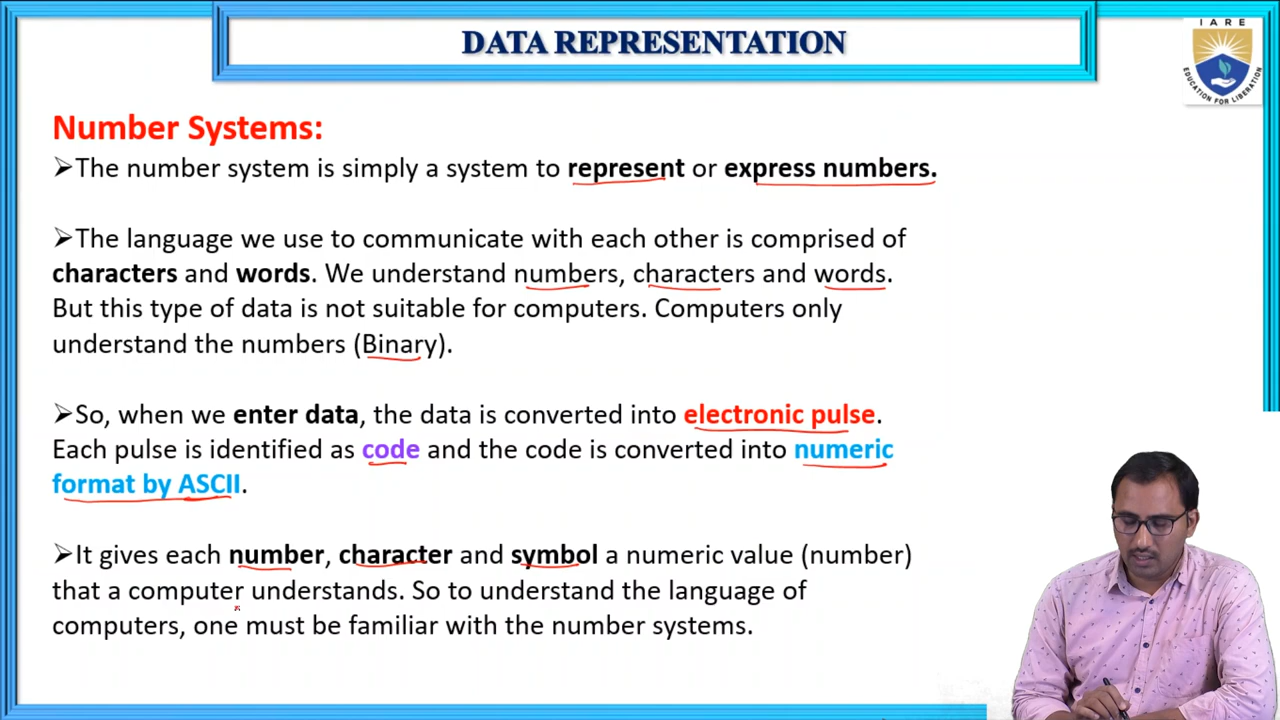 DATA REPRESENTATION
IARE
EDUCATION FOR LIBERATION
Number Systems:
➢The number system is simply a system to represent or express numbers.
➢The language we use to communicate with each other is comprised of
characters and words. We understand numbers, characters and words.
But this type of data is not suitable for computers. Computers only
understand the numbers (Binary).
➢So, when we enter data, the data is converted into electronic pulse.
Each pulse is identified as code and the code is converted into numeric
format by ASCII.
➢It gives each number, character and symbol a numeric value (number)
that a computer understands. So to understand the language of
computers, one must be familiar with the number systems.